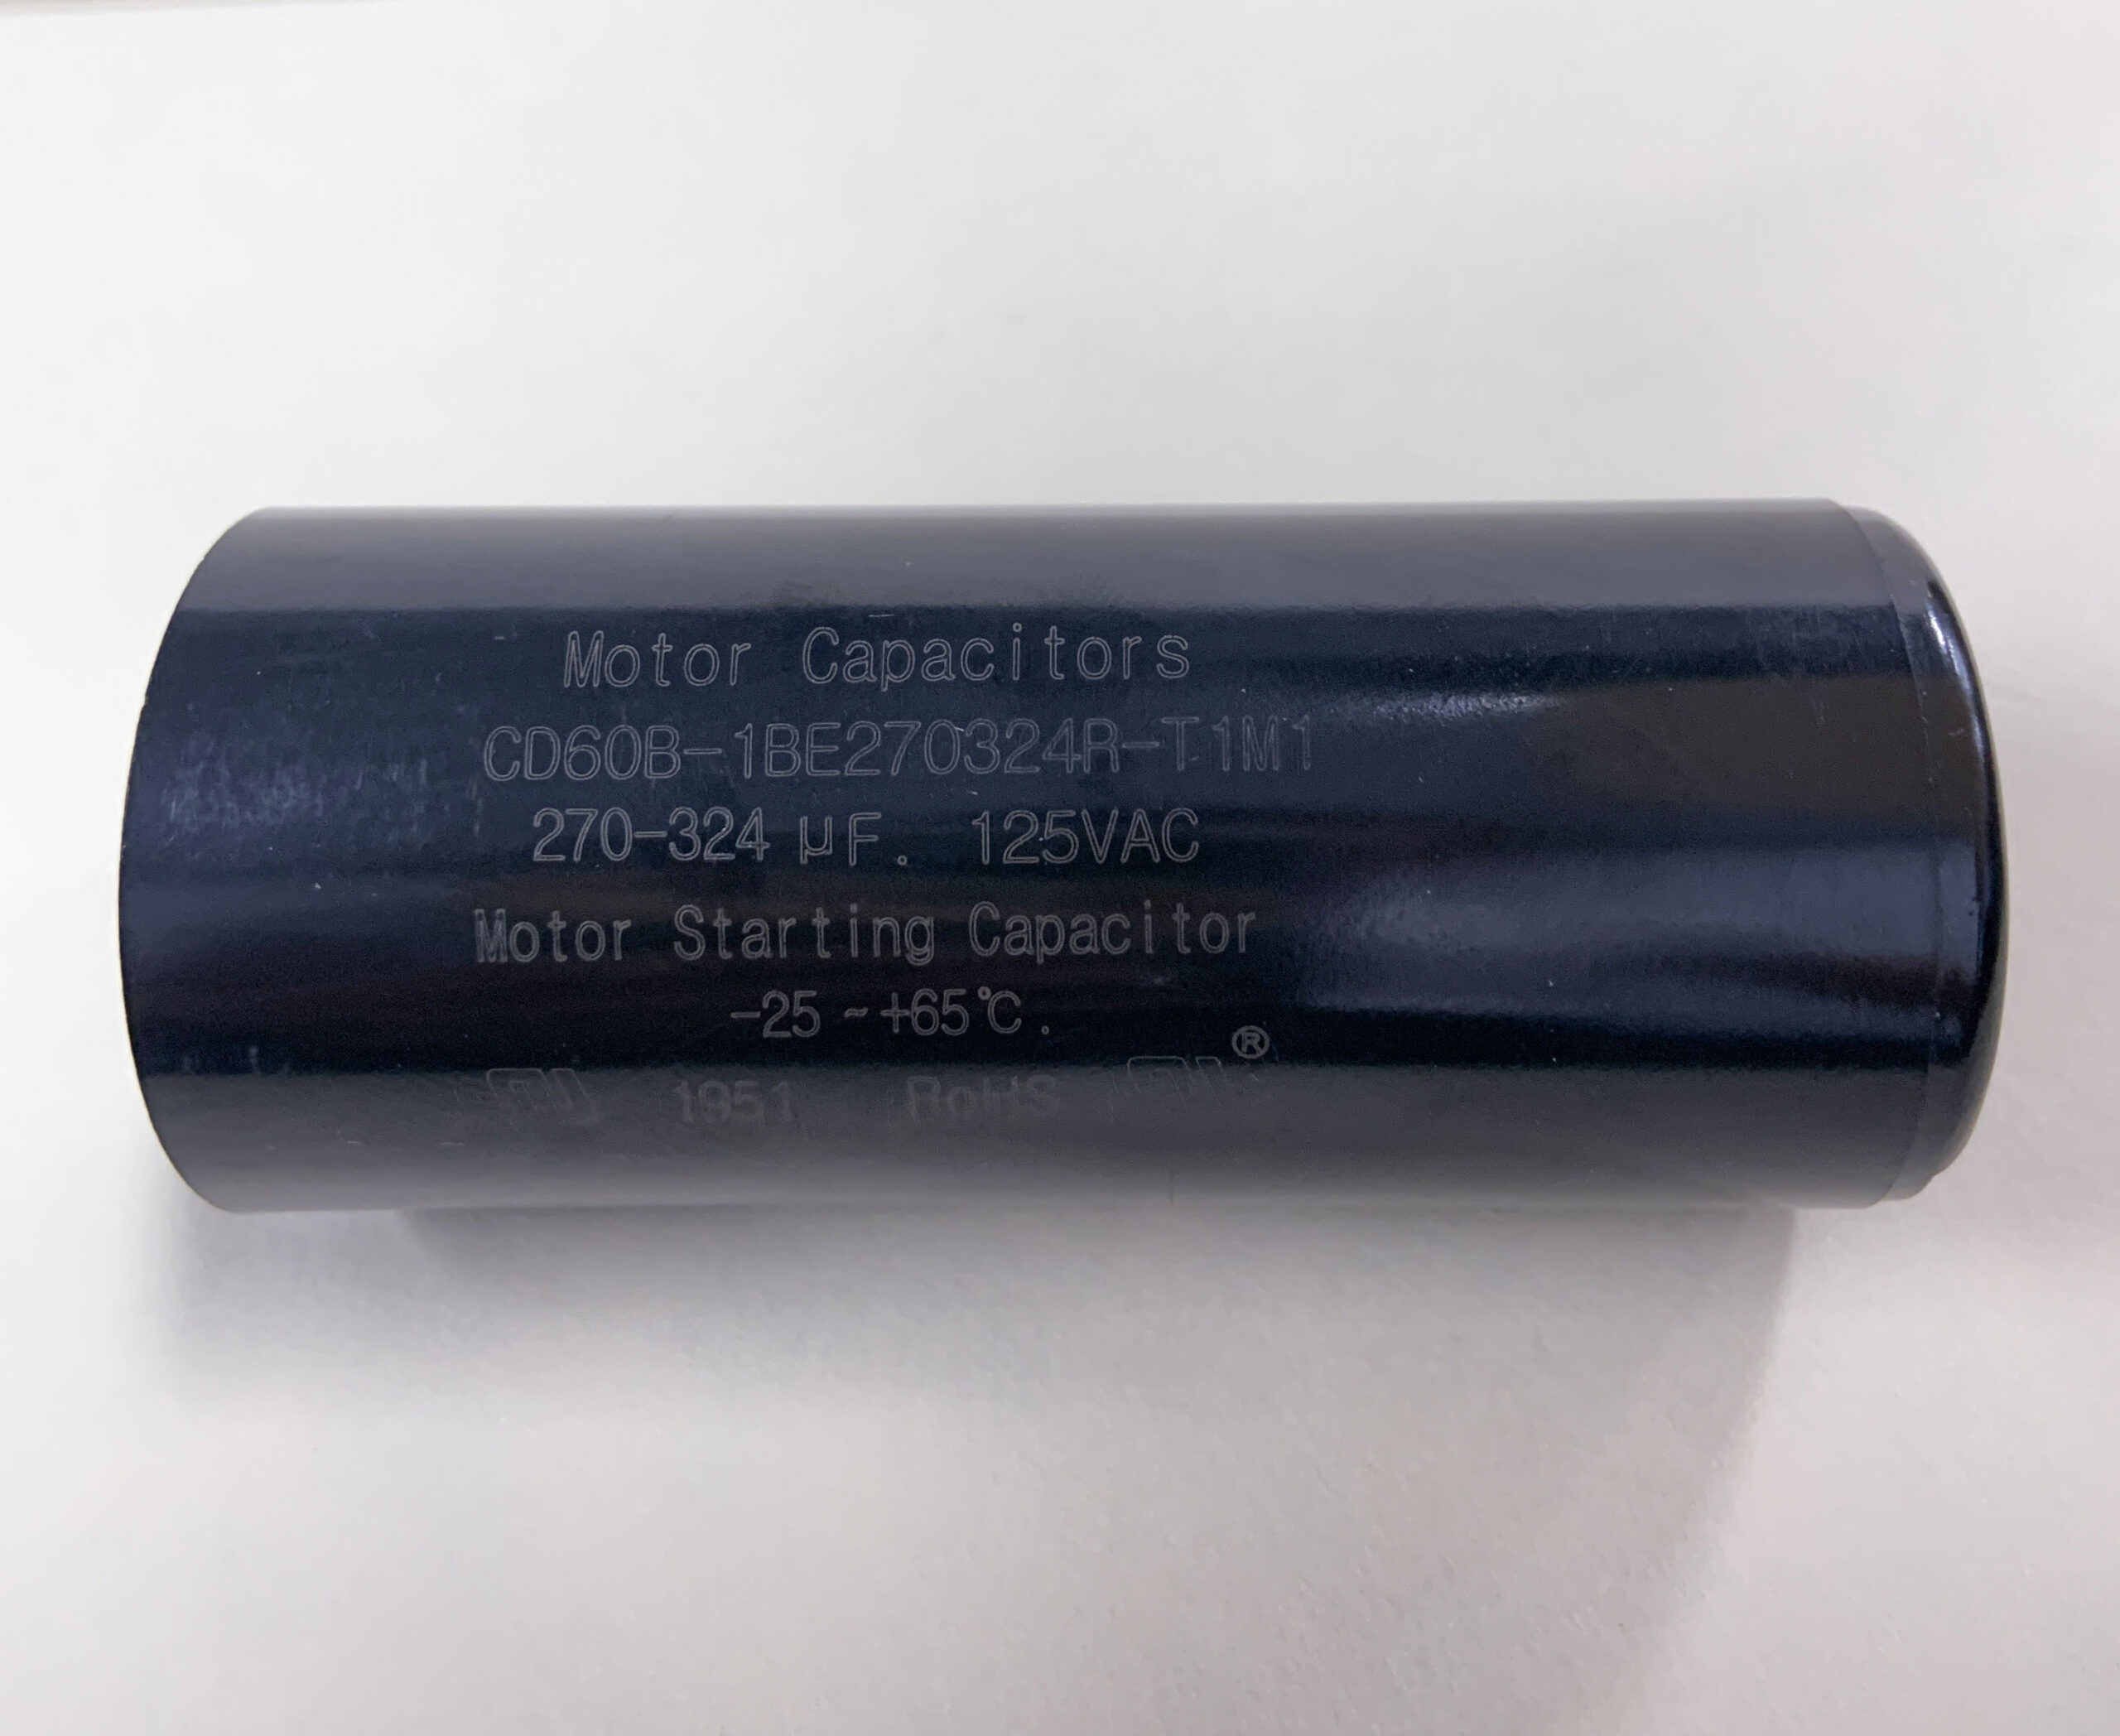 Motor Capacitors
CD60B-1BE270324R-T1M1
270-324 μF. 125VAC
Motor Starting Capacitor
-25 ~ +65℃.
1951 RoHS ®